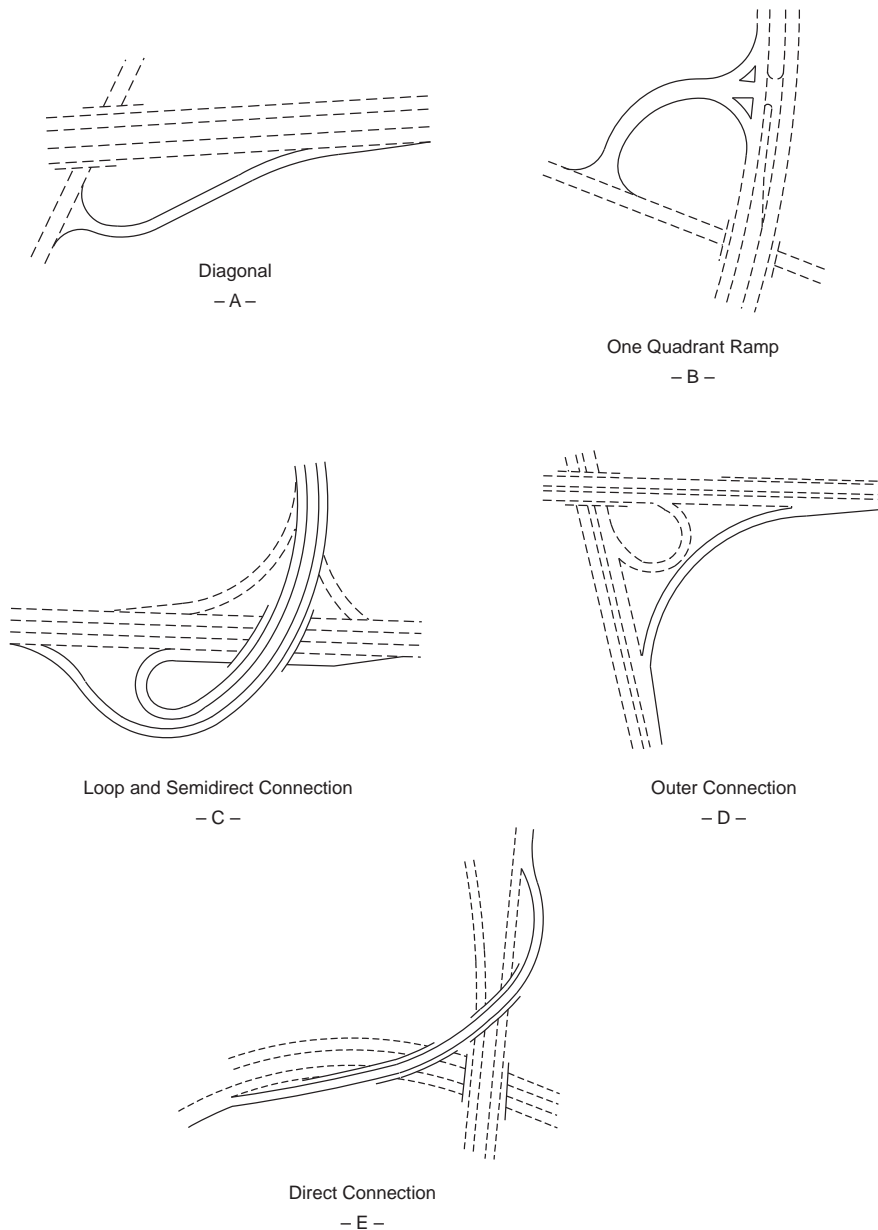 Diagonal
– A –
One Quadrant Ramp
– B –
Loop and Semidirect Connection
– C –
Outer Connection
– D –
Direct Connection
– E –